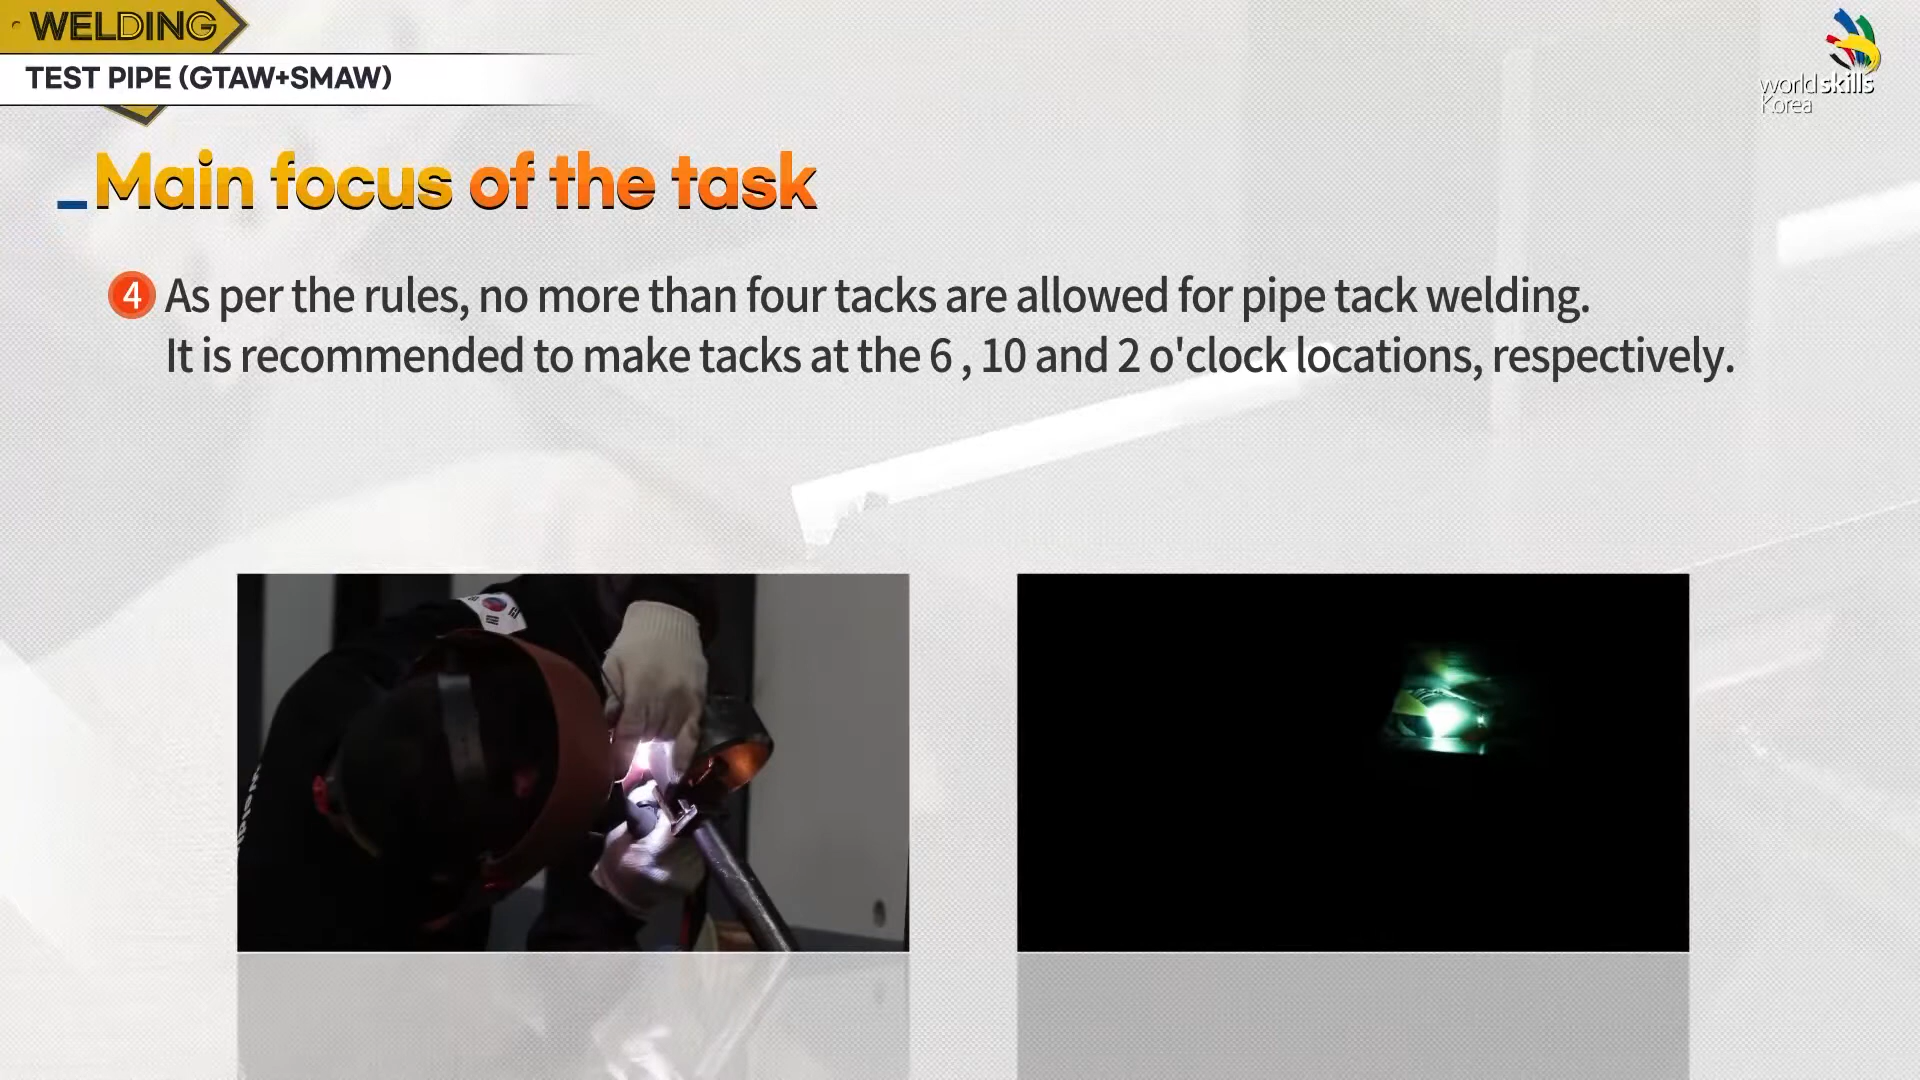 WELDING
TEST PIPE (GTAW+SMAW)
world skills
Korea
Main focus of the task
4 As per the rules, no more than four tacks are allowed for pipe tack welding.
It is recommended to make tacks at the 6 , 10 and 2 o'clock locations, respectively.